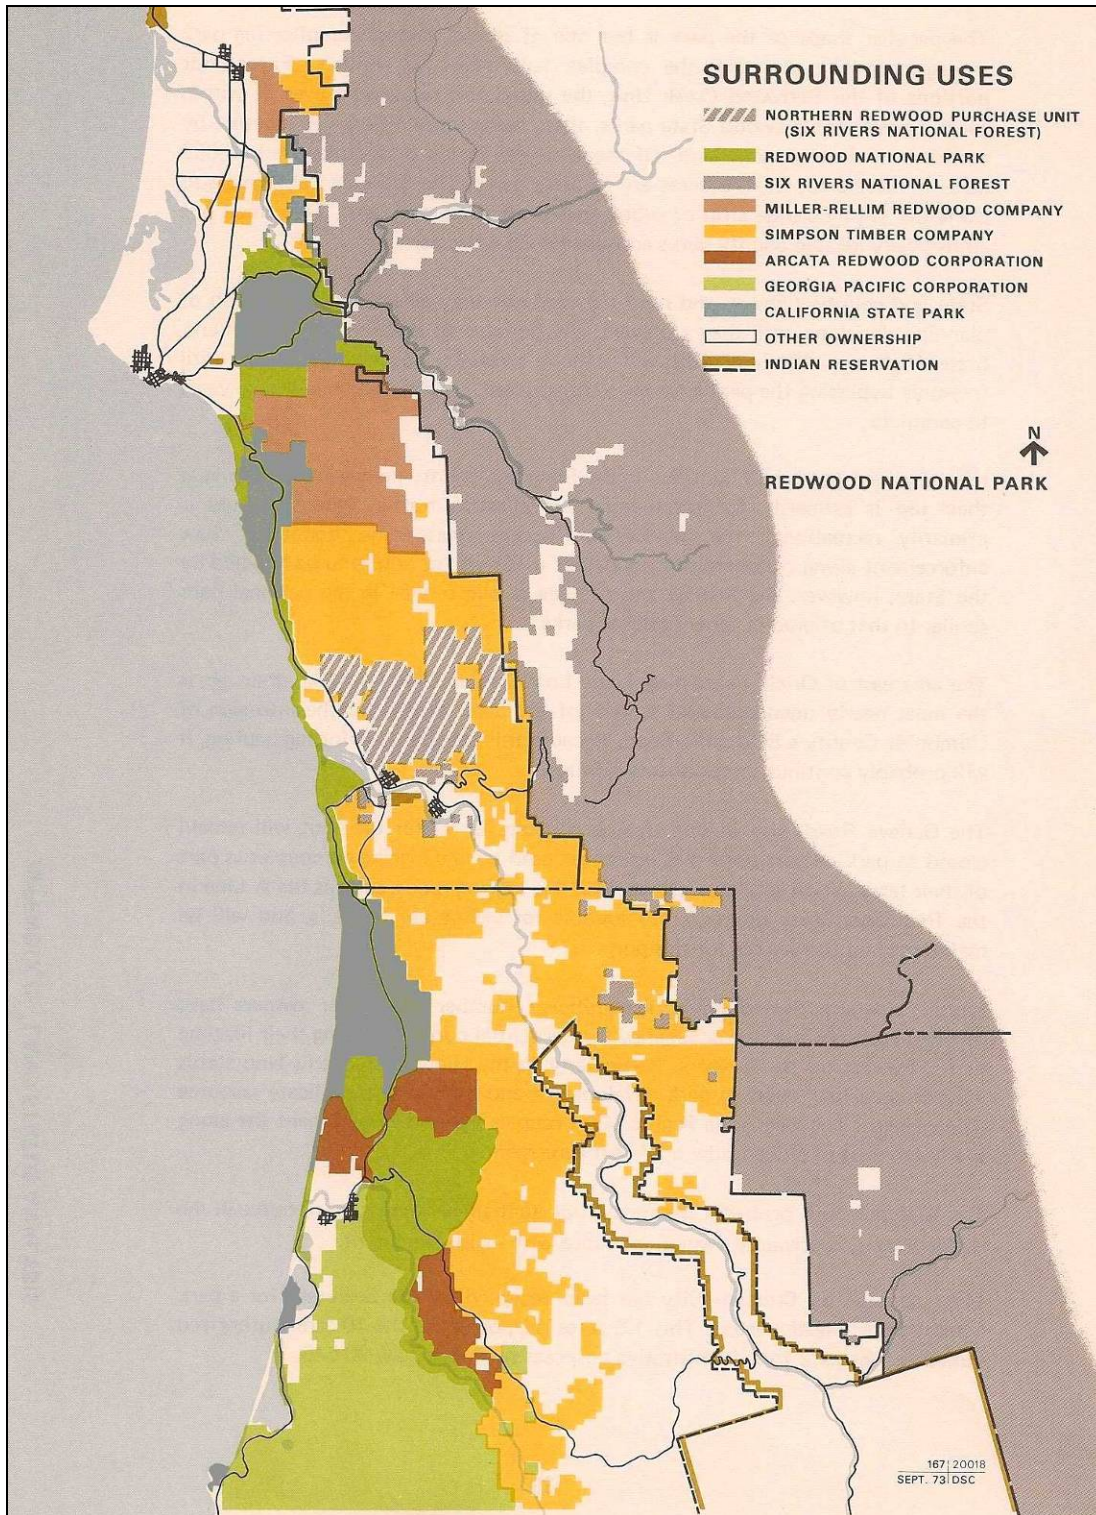 SURROUNDING USES
NORTHERN REDWOOD PURCHASE UNIT
(SIX RIVERS NATIONAL FOREST)
REDWOOD NATIONAL PARK
SIX RIVERS NATIONAL FOREST
MILLER-RELLIM REDWOOD COMPANY
SIMPSON TIMBER COMPANY
ARCATA REDWOOD CORPORATION
GEORGIA PACIFIC CORPORATION
CALIFORNIA STATE PARK
OTHER OWNERSHIP
INDIAN RESERVATION
N
REDWOOD NATIONAL PARK
167 20018
SEPT. 73 DSC